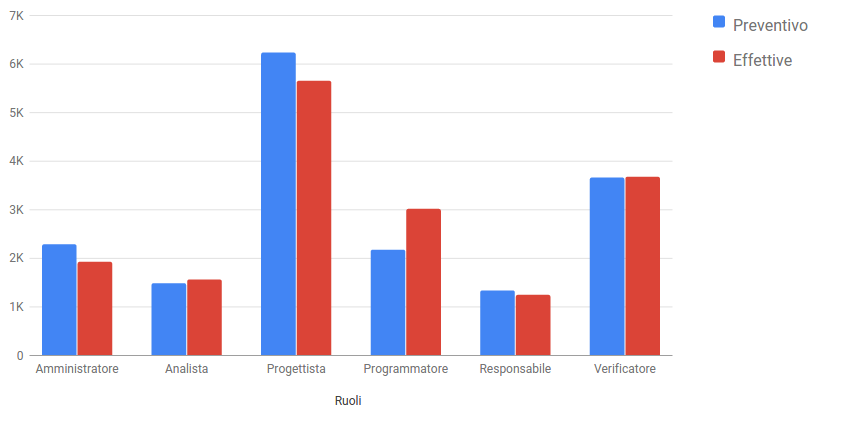 7K
6K
5K
4K
3K
2K
1K
0
Amministratore Analista Progettista Programmatore Responsabile Verificatore
Ruoli
Preventivo
Effettive